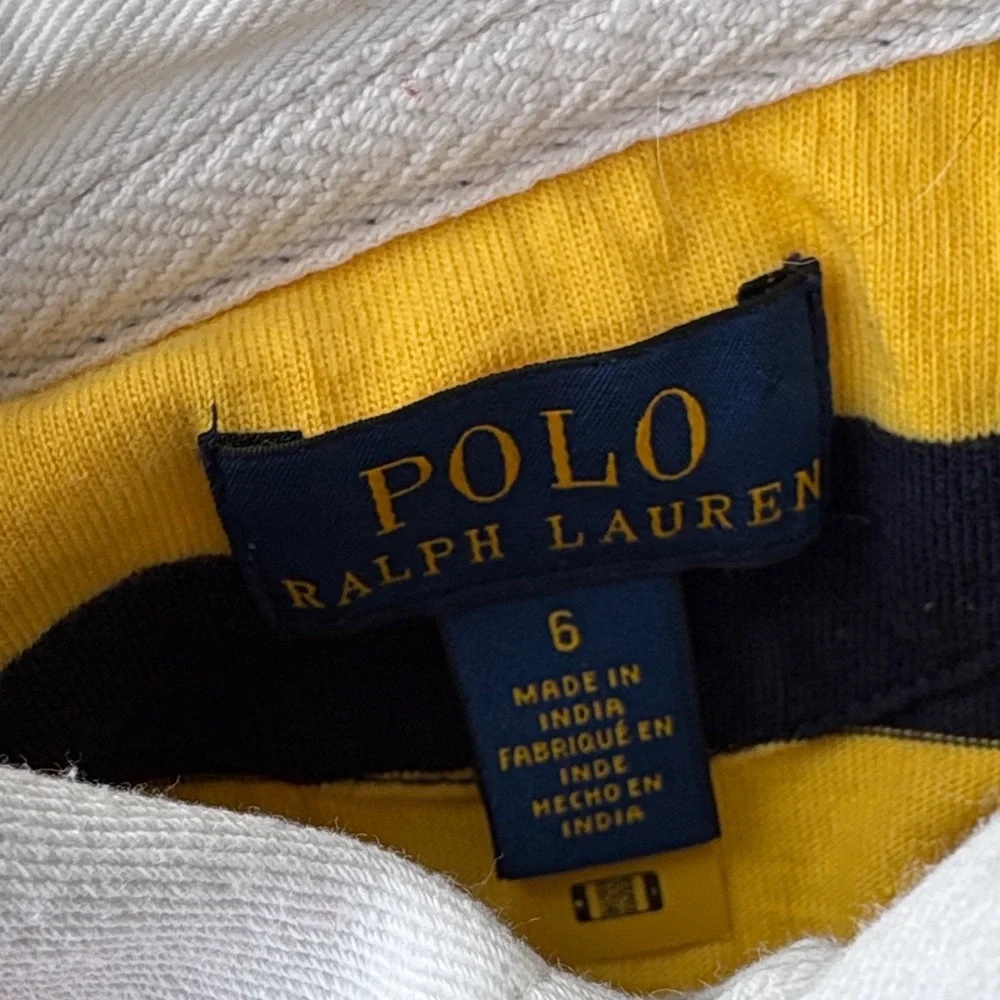 POLO
RALPH LAUREN
6
MADE IN
INDIA
FABRIQUÉ EN
INDE
HECHO EN
INDIA